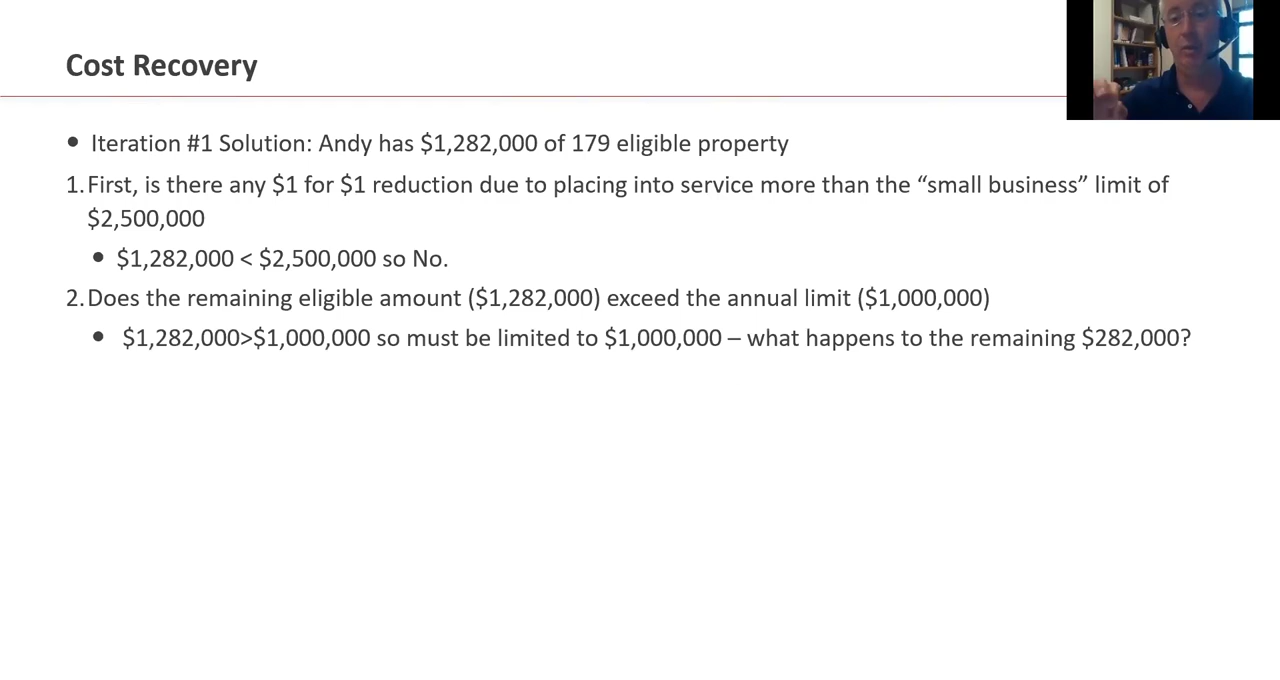 Cost Recovery
• Iteration #1 Solution: Andy has $1,282,000 of 179 eligible property
1. First, is there any $1 for $1 reduction due to placing into service more than the “small business” limit of
$2,500,000
• $1,282,000 < $2,500,000 so No.
2. Does the remaining eligible amount ($1,282,000) exceed the annual limit ($1,000,000)
• $1,282,000>$1,000,000 so must be limited to $1,000,000 – what happens to the remaining $282,000?